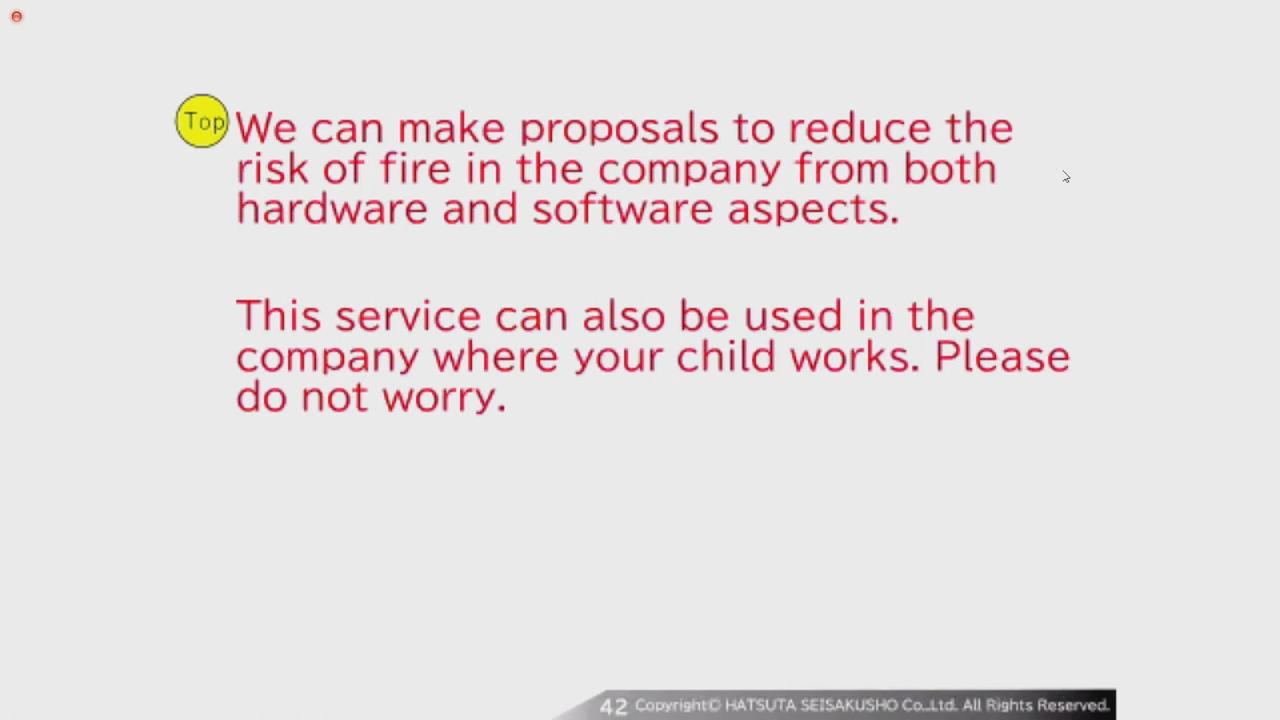 Top
We can make proposals to reduce the
risk of fire in the company from both
hardware and software aspects.
This service can also be used in the
company where your child works. Please
do not worry.
42 Copyright© HATSUTA SEISAKUSHO Co.,Ltd. All Rights Reserved.